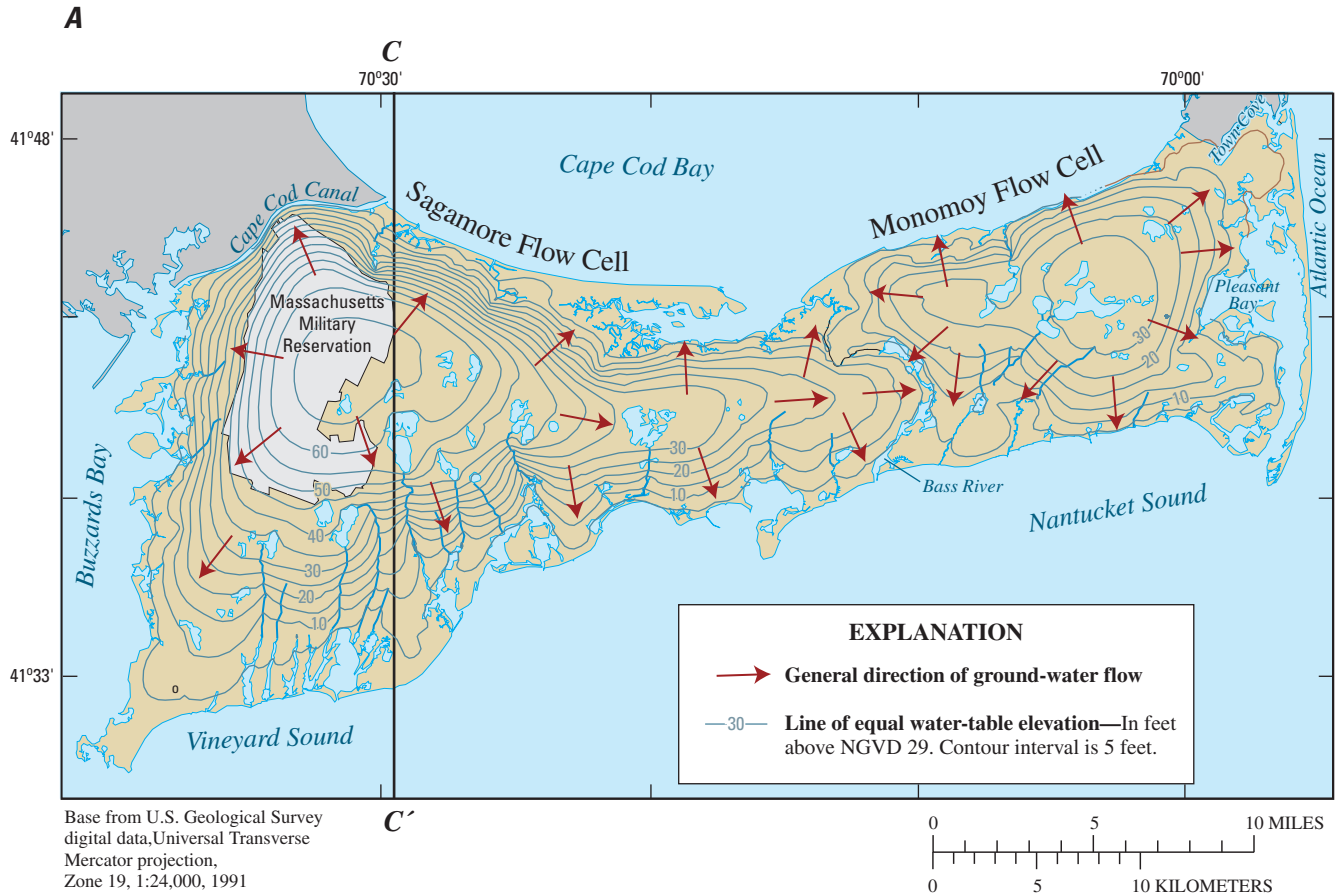 A
C
70°30'
70°00'
41°48'
Cape Cod Bay
Town Cove
Atlantic Ocean
Cape Cod Canal
Sagamore Flow Cell
Monomoy Flow Cell
Massachusetts
Military
Reservation
Pleasant
Bay
30
20
10
60
50
40
30
20
10
30
20
10
Bass River
Buzzards Bay
Nantucket Sound
0
41°33'
Vineyard Sound
EXPLANATION
General direction of ground-water flow
30
Line of equal water-table elevation—In feet
above NGVD 29. Contour interval is 5 feet.
Base from U.S. Geological Survey
digital data,Universal Transverse
Mercator projection,
Zone 19, 1:24,000, 1991
C′
0 5 10 MILES
0 5 10 KILOMETERS